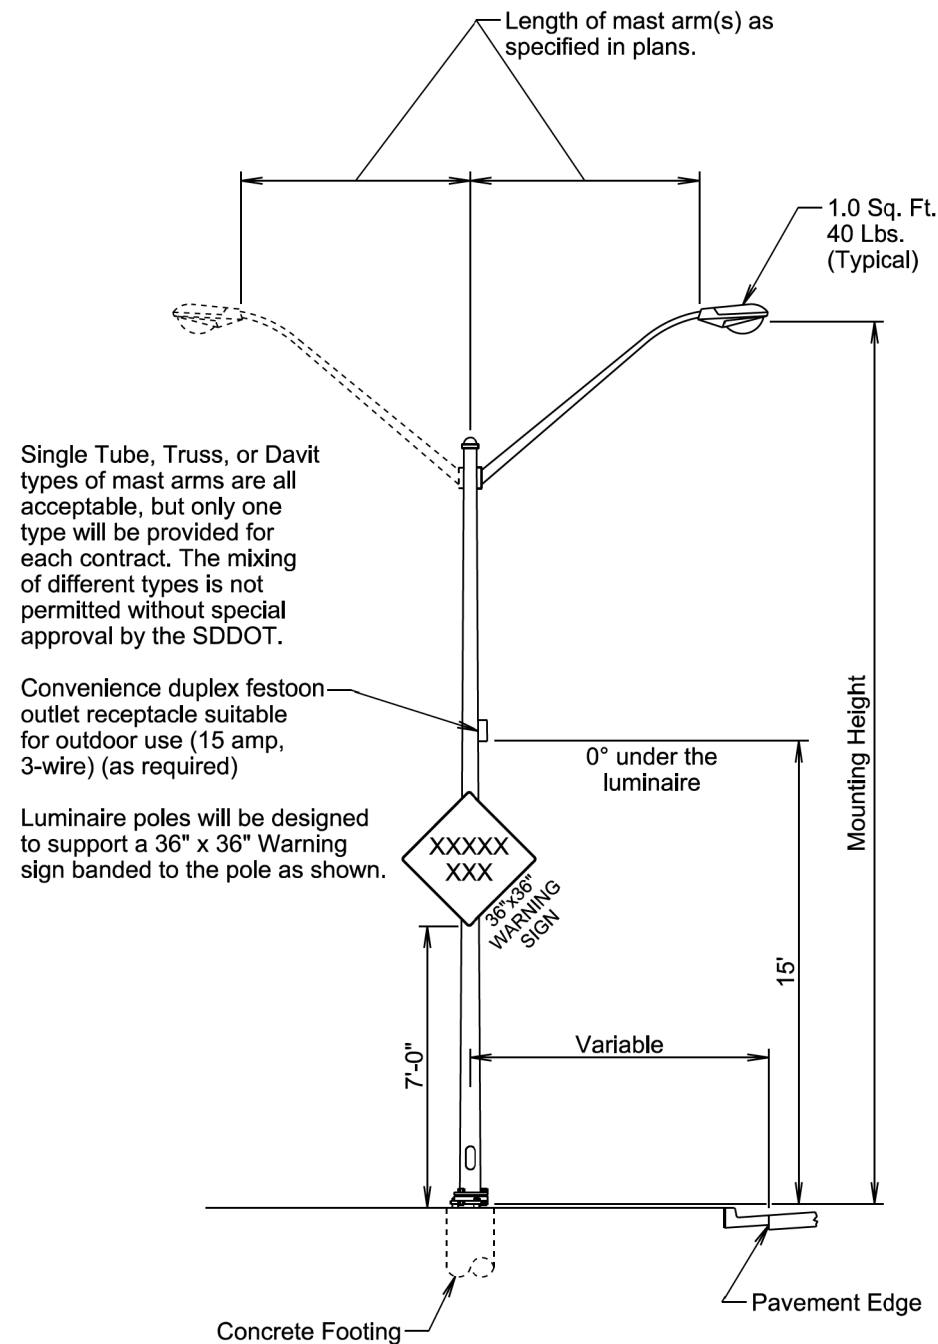 Length of mast arm(s) as
specified in plans.
1.0 Sq. Ft.
40 Lbs.
(Typical)
Single Tube, Truss, or Davit
types of mast arms are all
acceptable, but only one
type will be provided for
each contract. The mixing
of different types is not
permitted without special
approval by the SDDOT.
Convenience duplex festoon
outlet receptacle suitable
for outdoor use (15 amp,
3-wire) (as required)
0° under the
luminaire
Mounting Height
Luminaire poles will be designed
to support a 36" x 36" Warning
sign banded to the pole as shown.
XXXXX
XXX
36"x36"
WARNING
SIGN
15'
Variable
7'-0"
Pavement Edge
Concrete Footing